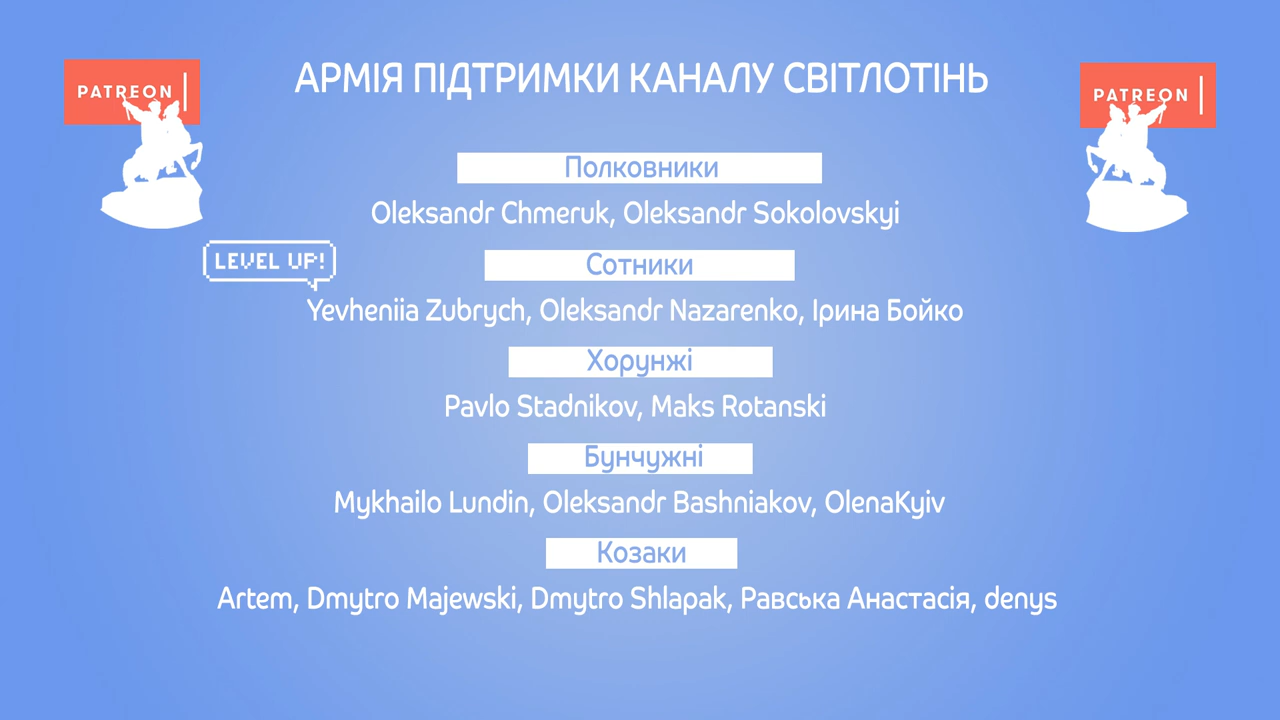 АРМІЯ ПІДТРИМКИ КАНАЛУ СВІТЛОТІНЬ
PATREON
PATREON
Полковники
Oleksandr Chmeruk, Oleksandr Sokolovskyi
LEVEL UP!
Сотники
Yevheniia Zubrych, Oleksandr Nazarenko, Ірина Бойко
Хорунжі
Pavlo Stadnikov, Maks Rotanski
Бунчужні
Mykhailo Lundin, Oleksandr Bashniakov, OlenaKyiv
Козаки
Artem, Dmytro Majewski, Dmytro Shlapak, Равська Анастасія, denys